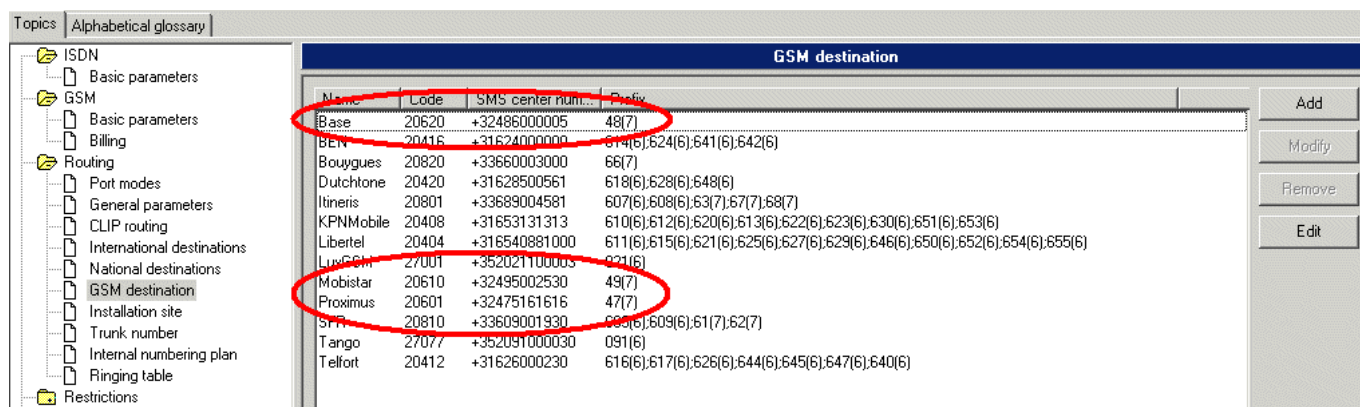 Topics Alphabetical glossary
ISDN
Basic parameters
GSM
Basic parameters
Billing
Routing
Port modes
General parameters
CLIP routing
International destinations
National destinations
GSM destination
Installation site
Trunk number
Internal numbering plan
Ringing table
Restrictions
GSM destination
Name Code SMS center num... Prefix
Base 20620 +32486000005 48(7)
BEN 20416 +31624000000 614(6);624(6);641(6);642(6)
Bouygues 20820 +33660003000 66(7)
Dutchtone 20420 +31628500561 618(6);628(6);648(6)
Itineris 20801 +33689004581 607(6);608(6);63(7);67(7);68(7)
KPNMobile 20408 +31653131313 610(6);612(6);620(6);613(6);622(6);623(6);630(6);651(6);653(6)
Libertel 20404 +316540881000 611(6);615(6);621(6);625(6);627(6);629(6);646(6);650(6);652(6);654(6);655(6)
LuxGSM 27001 +352021100003 021(6)
Mobistar 20610 +32495002530 49(7)
Proximus 20601 +32475161616 47(7)
SFR 20810 +33609001930 609(6);61(7);62(7)
Tango 27077 +352091000030 091(6)
Telfort 20412 +31626000230 616(6);617(6);626(6);644(6);645(6);647(6);640(6)
Add
Modify
Remove
Edit